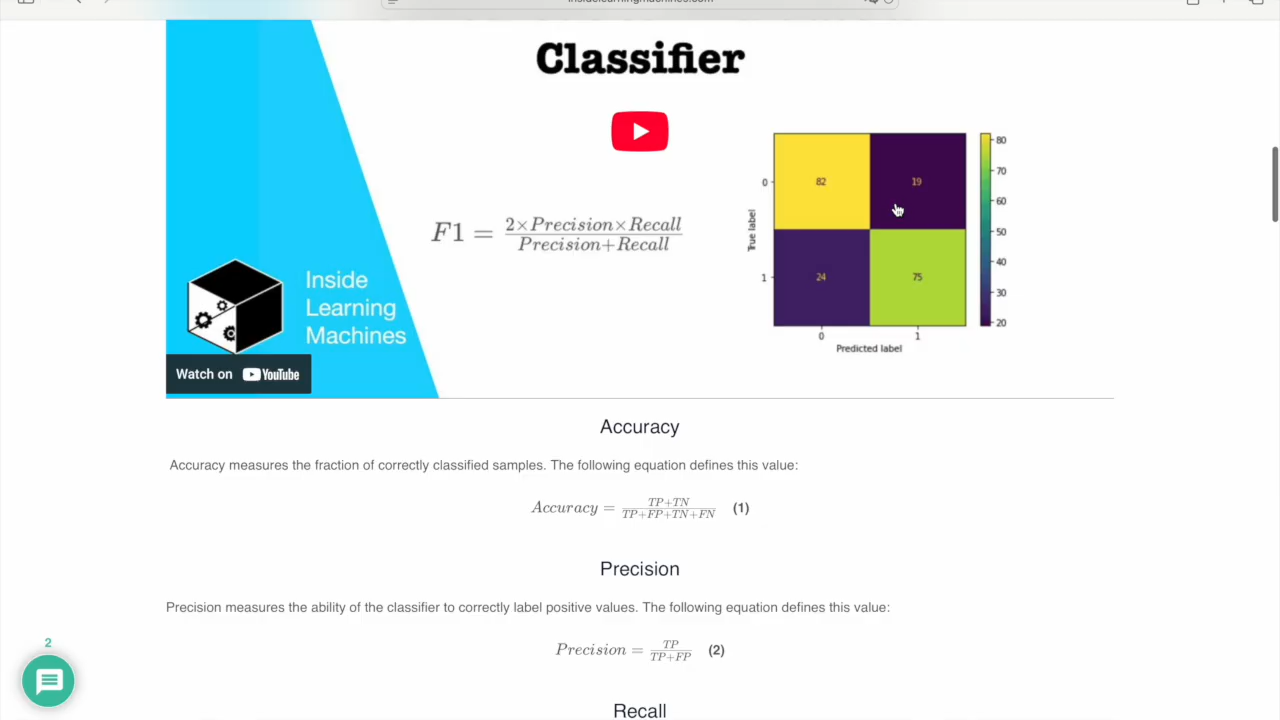 Classifier
F1 = 2×Precision×Recall / Precision+Recall
80
70
60
50
40
30
20
True label
0
82
19
1
24
75
0
1
Predicted label
Inside
Learning
Machines
Watch on YouTube
Accuracy
Accuracy measures the fraction of correctly classified samples. The following equation defines this value:
Accuracy = TP+TN / TP+FP+TN+FN (1)
Precision
Precision measures the ability of the classifier to correctly label positive values. The following equation defines this value:
Precision = TP / TP+FP (2)
2
Recall